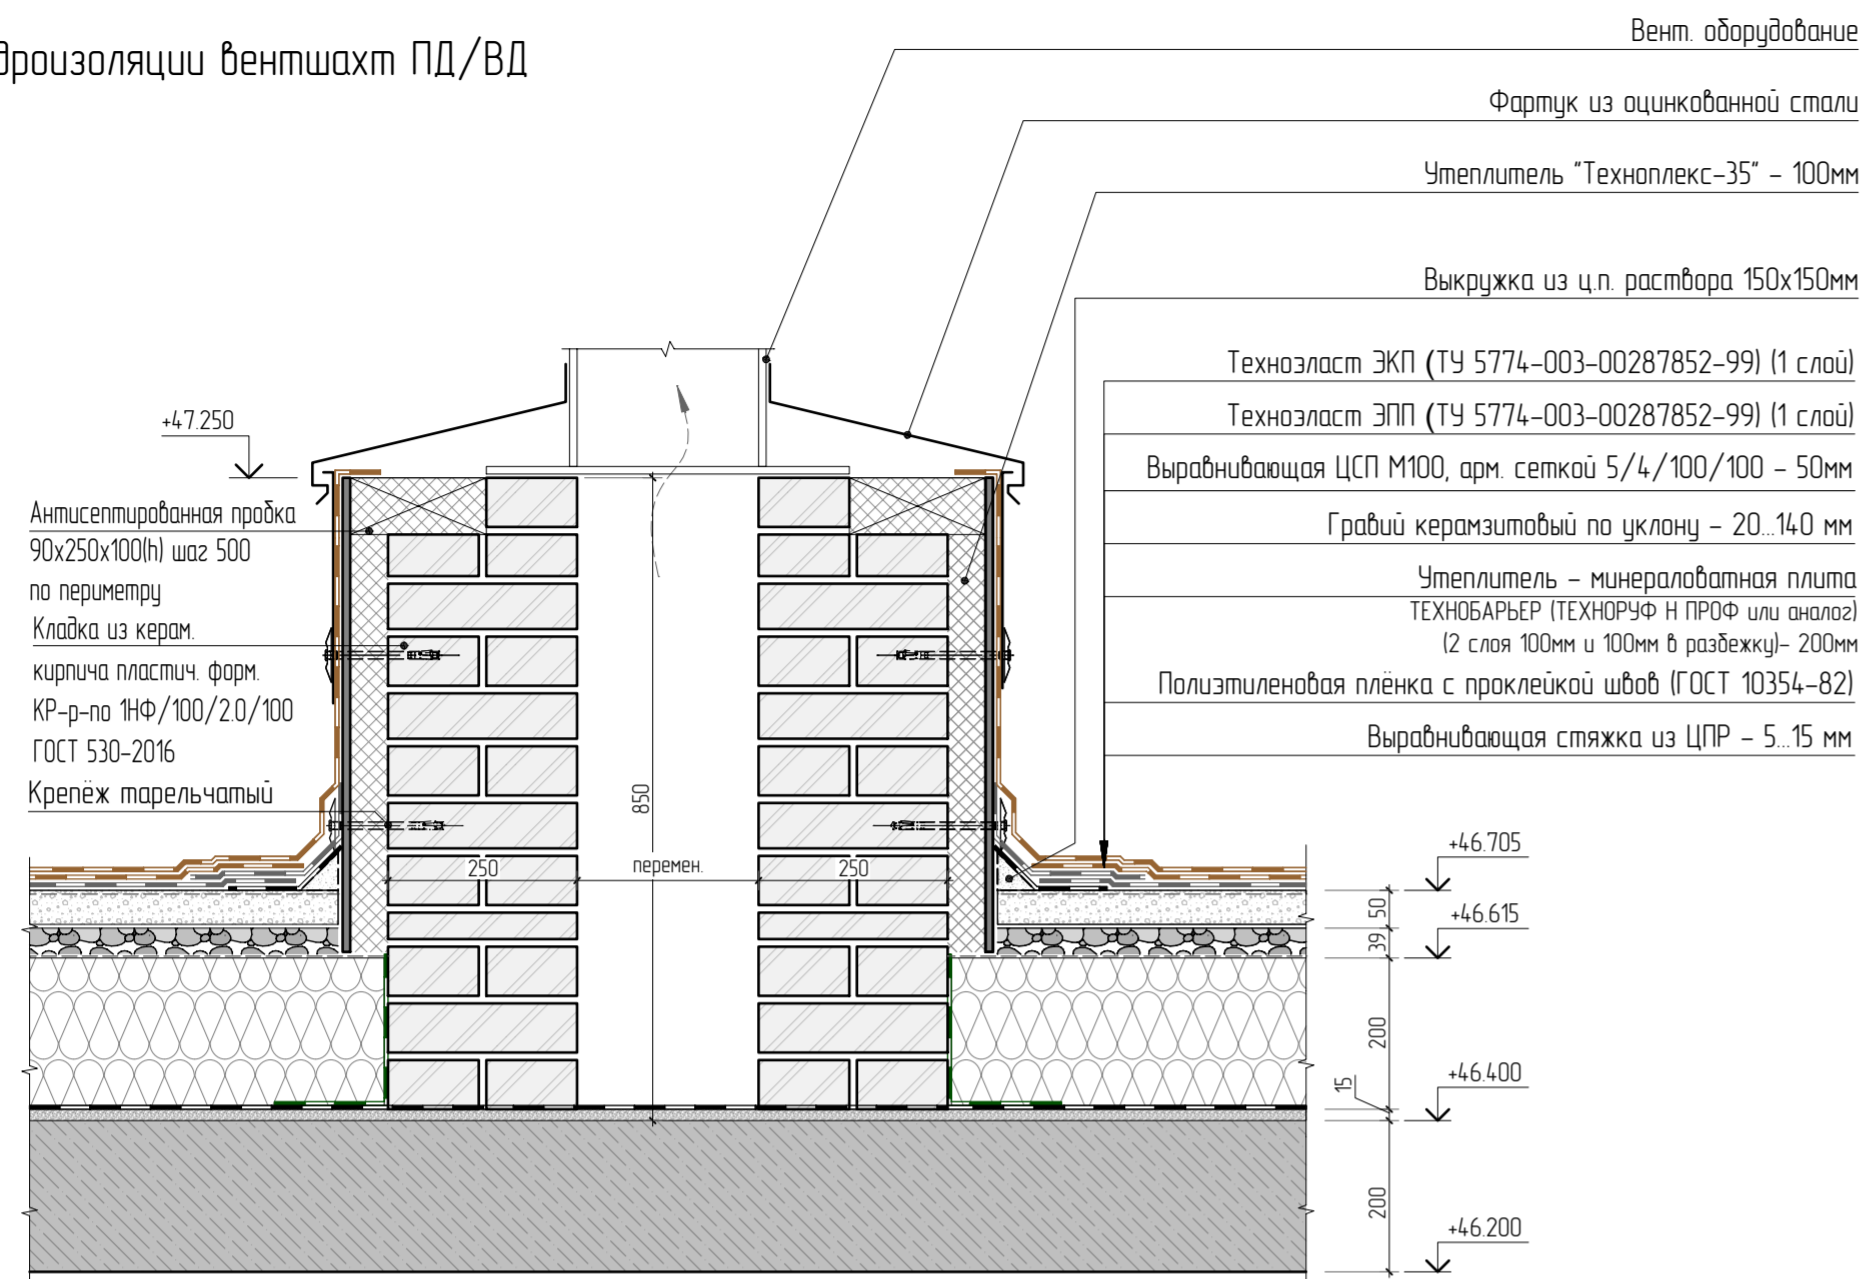 дроизоляции вентшахт ПД/ВД
Вент. оборудование
Фартук из оцинкованной стали
Утеплитель "Техноплекс-35" - 100мм
Выкружка из ц.п. раствора 150х150мм
Техноэласт ЭКП (ТУ 5774-003-00287852-99) (1 слой)
Техноэласт ЭПП (ТУ 5774-003-00287852-99) (1 слой)
Выравнивающая ЦСП М100, арм. сеткой 5/4/100/100 - 50мм
Гравий керамзитовый по уклону - 20...140 мм
Утеплитель - минераловатная плита
ТЕХНОБАРЬЕР (ТЕХНОРУФ Н ПРОФ или аналог)
(2 слоя 100мм и 100мм в разбежку)- 200мм
Полиэтиленовая плёнка с проклейкой швов (ГОСТ 10354-82)
Выравнивающая стяжка из ЦПР - 5...15 мм
+47.250
Антисептированная пробка
90х250х100(h) шаг 500
по периметру
Кладка из керам.
кирпича пластич. форм.
КР-р-по 1НФ/100/2.0/100
ГОСТ 530-2016
Крепёж тарельчатый
850
250
перемен.
250
+46.705
50
+46.615
39
200
+46.400
15
200
+46.200